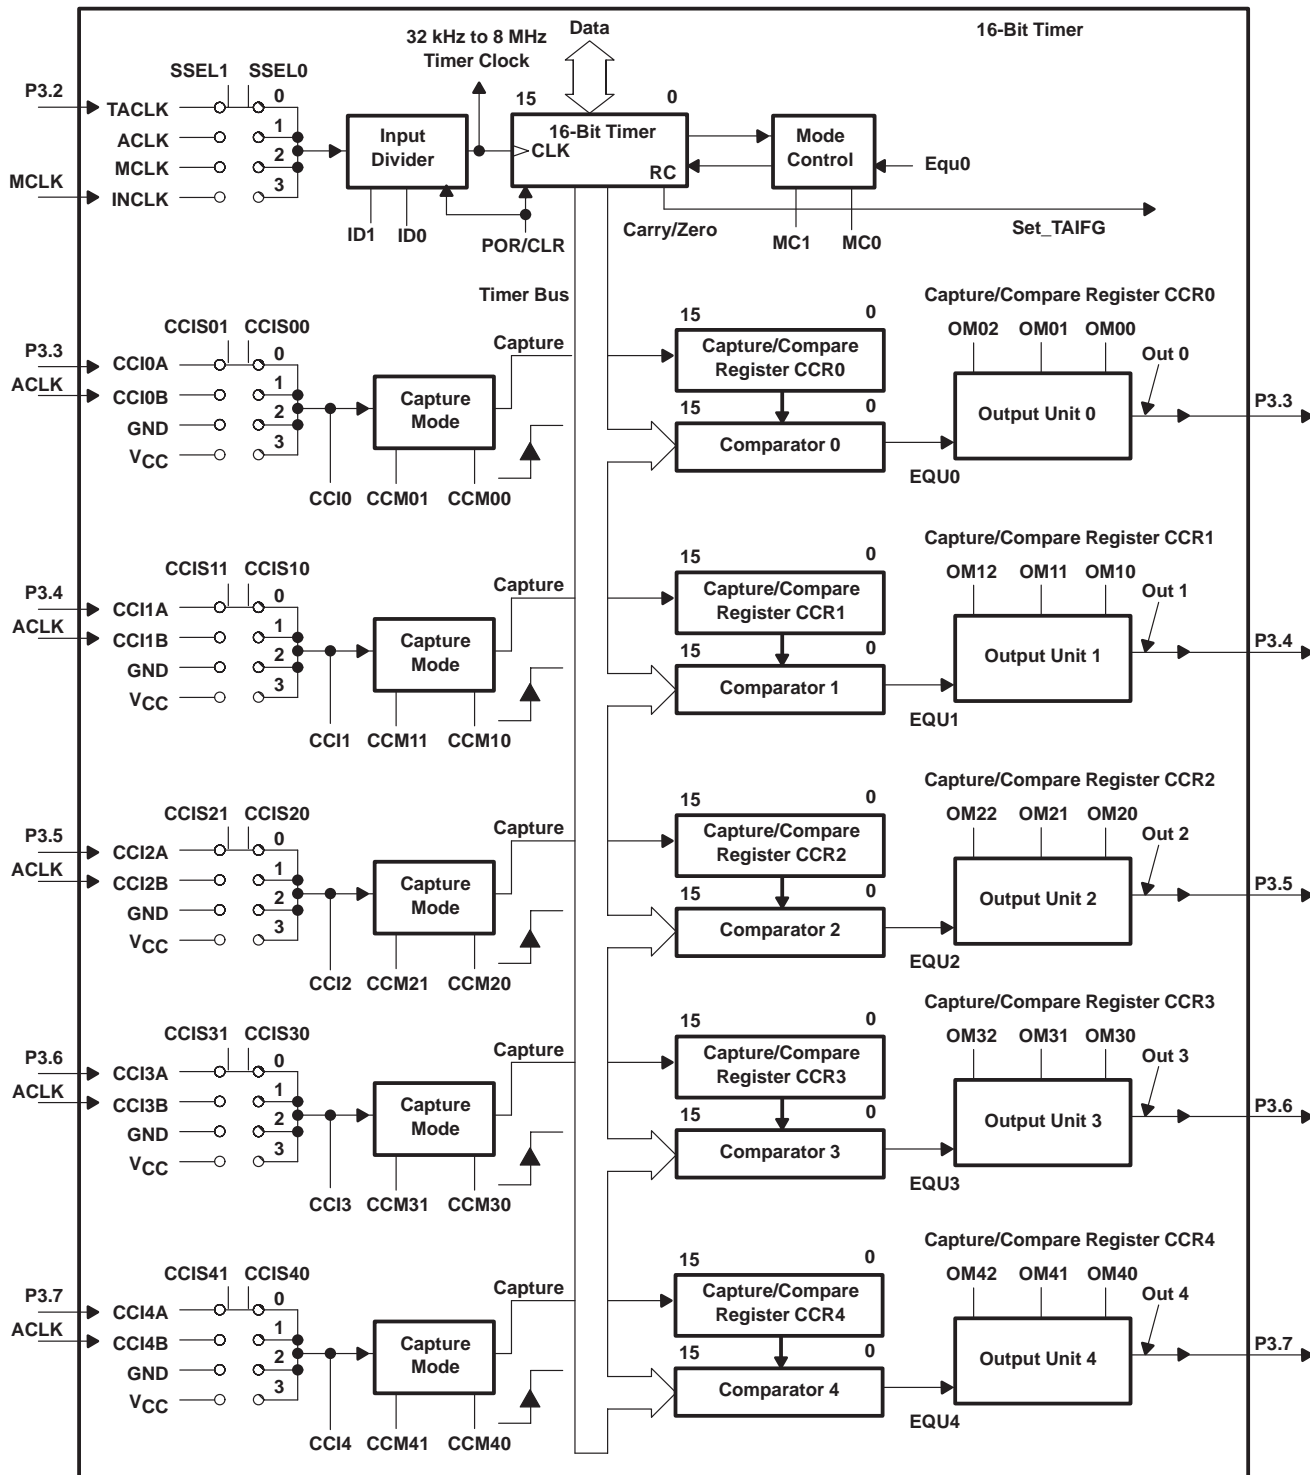 16-Bit Timer
32 kHz to 8 MHz
Timer Clock
Data
SSEL1 SSEL0
P3.2
TACLK
ACLK
MCLK
INCLK
MCLK
0
1
2
3
Input
Divider
ID1 ID0
POR/CLR
15 0
16-Bit Timer
CLK
RC
Mode
Control
Equ0
MC1 MC0
Carry/Zero
Set_TAIFG
Timer Bus
CCIS01 CCIS00
P3.3
ACLK
CCI0A
CCI0B
GND
VCC
0
1
2
3
Capture
Mode
Capture
CCI0 CCM01 CCM00
15 0
Capture/Compare
Register CCR0
15 0
Comparator 0
EQU0
Capture/Compare Register CCR0
OM02 OM01 OM00
Output Unit 0
Out 0
P3.3
CCIS11 CCIS10
P3.4
ACLK
CCI1A
CCI1B
GND
VCC
0
1
2
3
Capture
Mode
Capture
CCI1 CCM11 CCM10
15 0
Capture/Compare
Register CCR1
15 0
Comparator 1
EQU1
Capture/Compare Register CCR1
OM12 OM11 OM10
Output Unit 1
Out 1
P3.4
CCIS21 CCIS20
P3.5
ACLK
CCI2A
CCI2B
GND
VCC
0
1
2
3
Capture
Mode
Capture
CCI2 CCM21 CCM20
15 0
Capture/Compare
Register CCR2
15 0
Comparator 2
EQU2
Capture/Compare Register CCR2
OM22 OM21 OM20
Output Unit 2
Out 2
P3.5
CCIS31 CCIS30
P3.6
ACLK
CCI3A
CCI3B
GND
VCC
0
1
2
3
Capture
Mode
Capture
CCI3 CCM31 CCM30
15 0
Capture/Compare
Register CCR3
15 0
Comparator 3
EQU3
Capture/Compare Register CCR3
OM32 OM31 OM30
Output Unit 3
Out 3
P3.6
CCIS41 CCIS40
P3.7
ACLK
CCI4A
CCI4B
GND
VCC
0
1
2
3
Capture
Mode
Capture
CCI4 CCM41 CCM40
15 0
Capture/Compare
Register CCR4
15 0
Comparator 4
EQU4
Capture/Compare Register CCR4
OM42 OM41 OM40
Output Unit 4
Out 4
P3.7